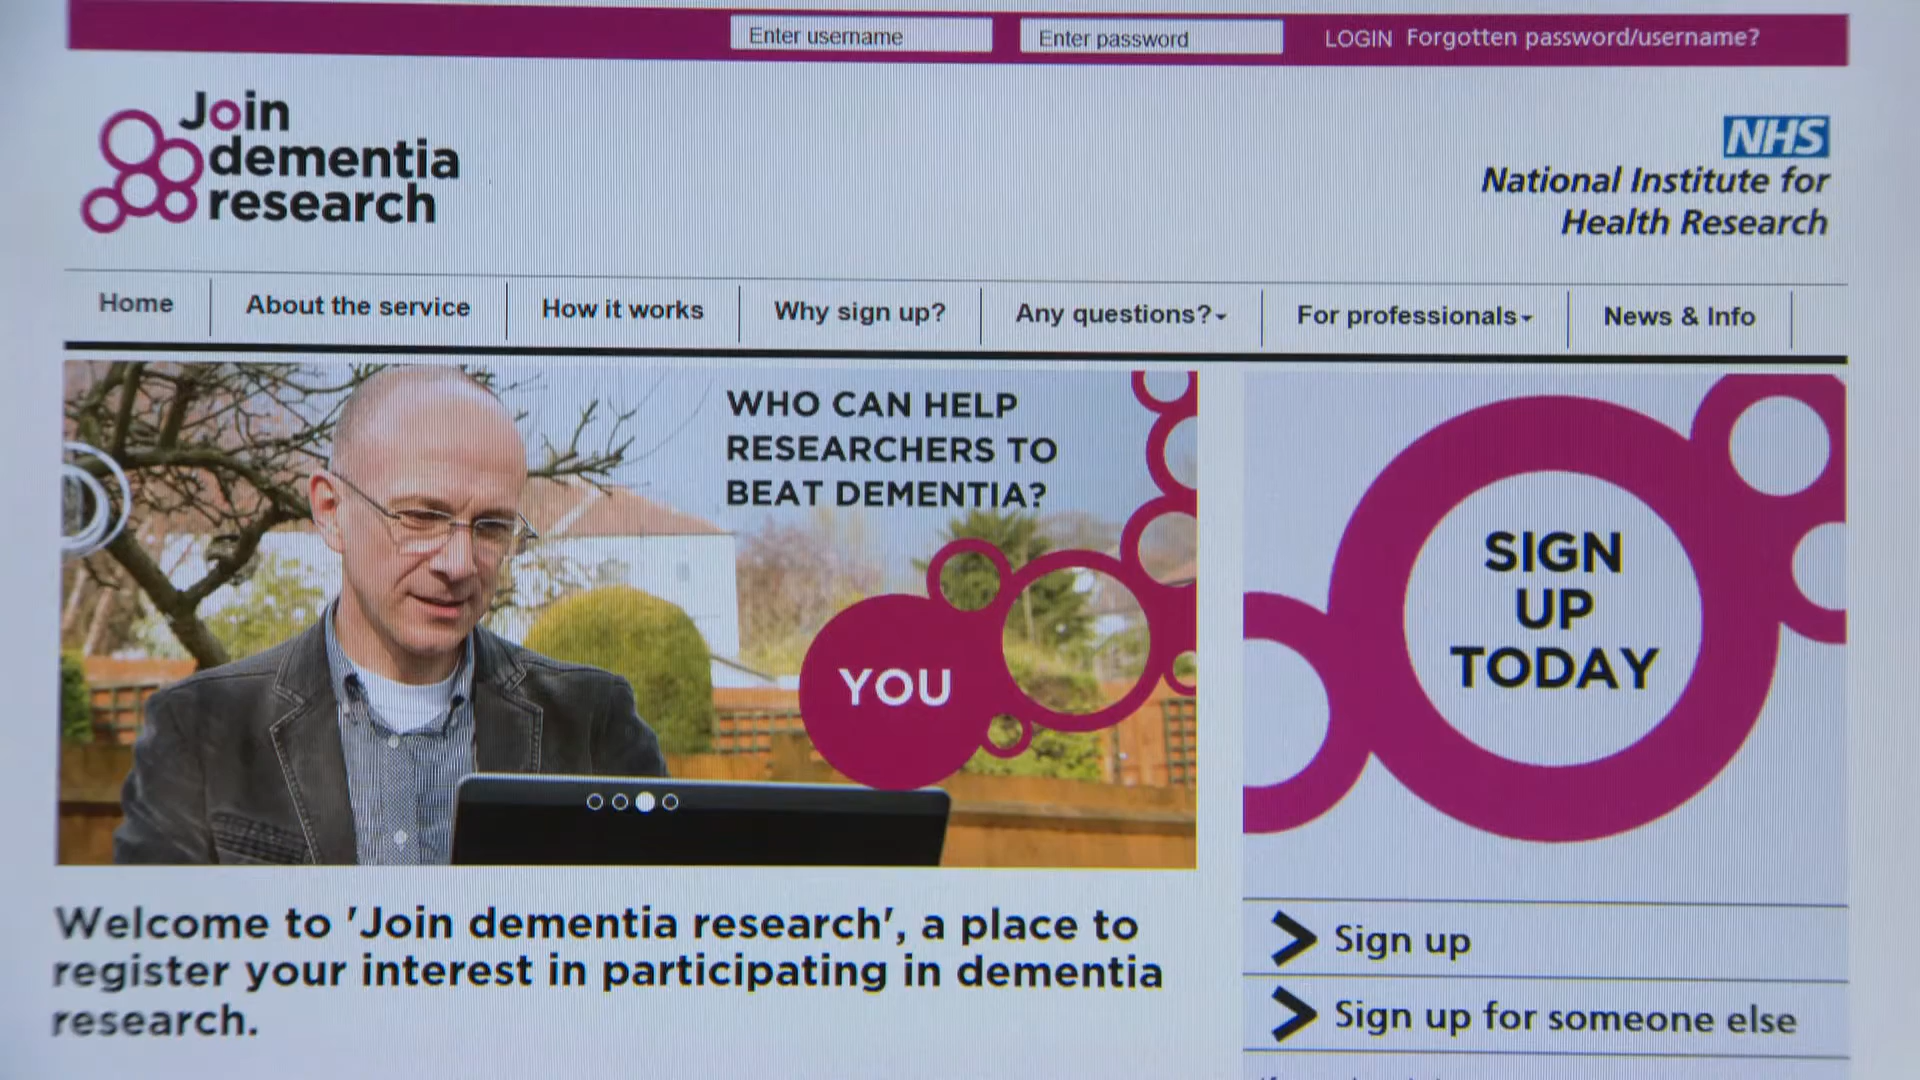 Enter username
Enter password
LOGIN Forgotten password/username?
Join
dementia
research
NHS
National Institute for
Health Research
Home
About the service
How it works
Why sign up?
Any questions?
For professionals
News & Info
WHO CAN HELP
RESEARCHERS TO
BEAT DEMENTIA?
YOU
SIGN
UP
TODAY
Welcome to 'Join dementia research', a place to
register your interest in participating in dementia
research.
Sign up
Sign up for someone else